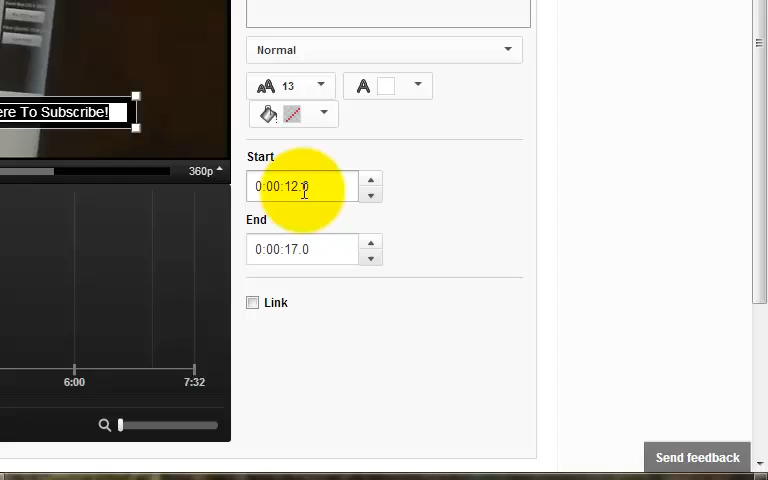 Normal
13
ere To Subscribe!
Start
360p
0:00:12.0
End
0:00:17.0
Link
6:00
7:32
Send feedback